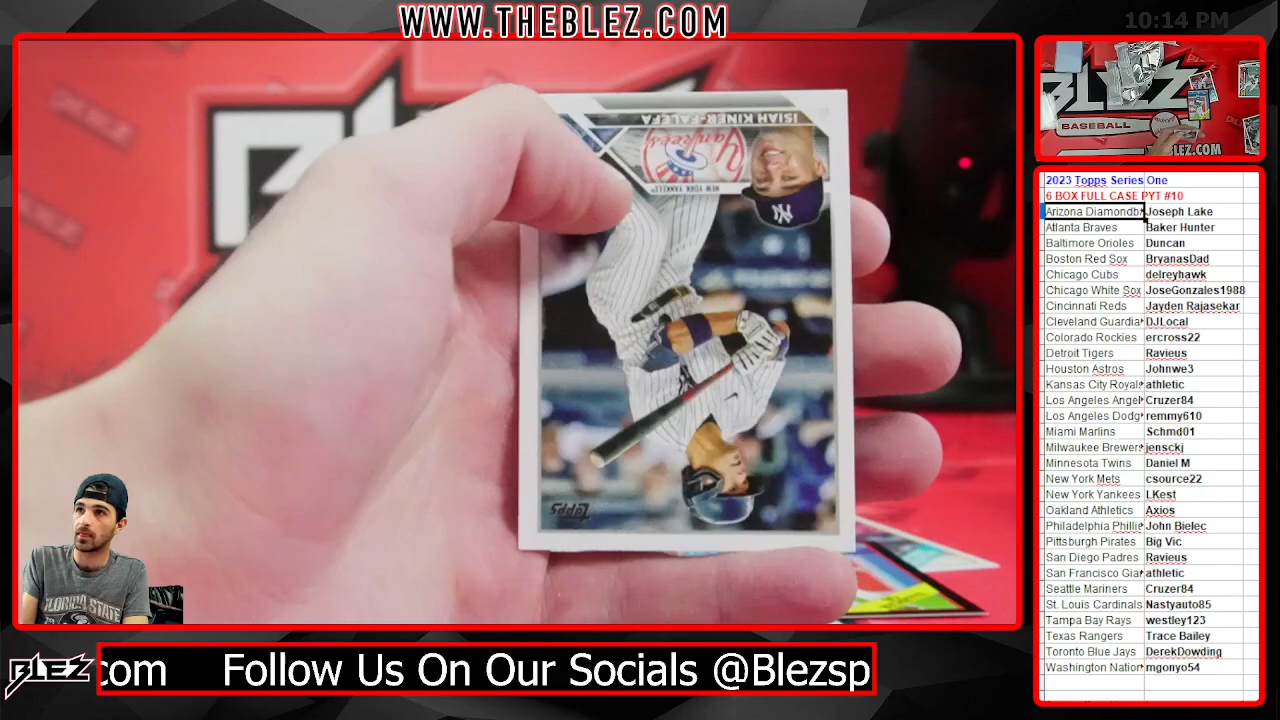 WWW.THEBLEZ.COM
10:14 PM
ISIAH KINER-FALEFA
Yankees
NEW YORK YANKEES
Topps
BLEZ
BASEBALL
.COM
2023 Topps Series One
6 BOX FULL CASE PYT #10
Arizona Diamondb Joseph Lake
Atlanta Braves Baker Hunter
Baltimore Orioles Duncan
Boston Red Sox BryanasDad
Chicago Cubs delreyhawk
Chicago White Sox JoseGonzales1988
Cincinnati Reds Jayden Rajasekar
Cleveland Guardia DJLocal
Colorado Rockies ercross22
Detroit Tigers Ravieus
Houston Astros Johnwe3
Kansas City Royal athletic
Los Angeles Angel Cruzer84
Los Angeles Dodg remmy610
Miami Marlins Schmd01
Milwaukee Brewer jensckj
Minnesota Twins Daniel M
New York Mets csource22
New York Yankees LKest
Oakland Athletics Axios
Philadelphia Phillie John Bielec
Pittsburgh Pirates Big Vic
San Diego Padres Ravieus
San Francisco Gia athletic
Seattle Mariners Cruzer84
St. Louis Cardinals Nastyauto85
Tampa Bay Rays westley123
Texas Rangers Trace Bailey
Toronto Blue Jays DerekDowding
Washington Nation mgonyo54
FLORIDA STATE
BLEZ
com Follow Us On Our Socials @Blezsp